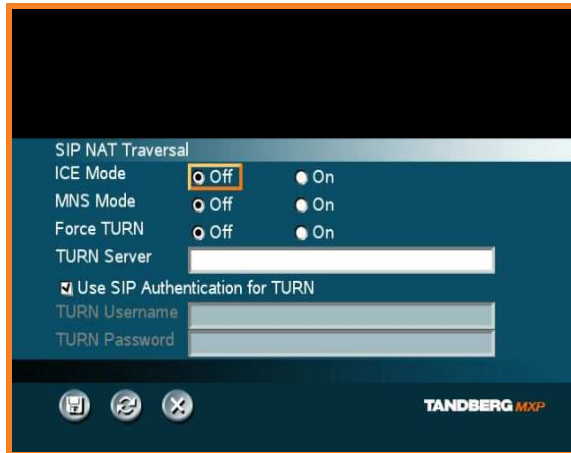 SIP NAT Traversal
ICE Mode Off On
MNS Mode Off On
Force TURN Off On
TURN Server
Use SIP Authentication for TURN
TURN Username
TURN Password
TANDBERG MXP